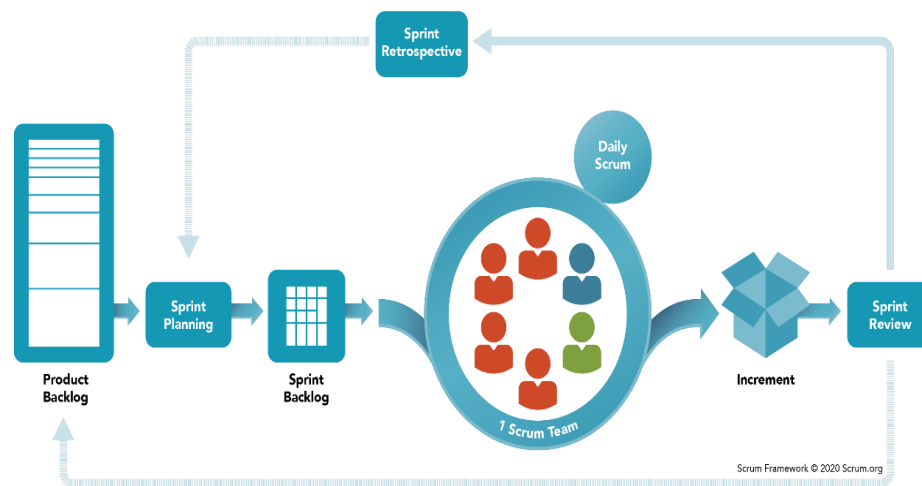 Sprint
Retrospective
Daily
Scrum
Sprint
Planning
Sprint
Review
Product
Backlog
Sprint
Backlog
1 Scrum Team
Increment
Scrum Framework © 2020 Scrum.org